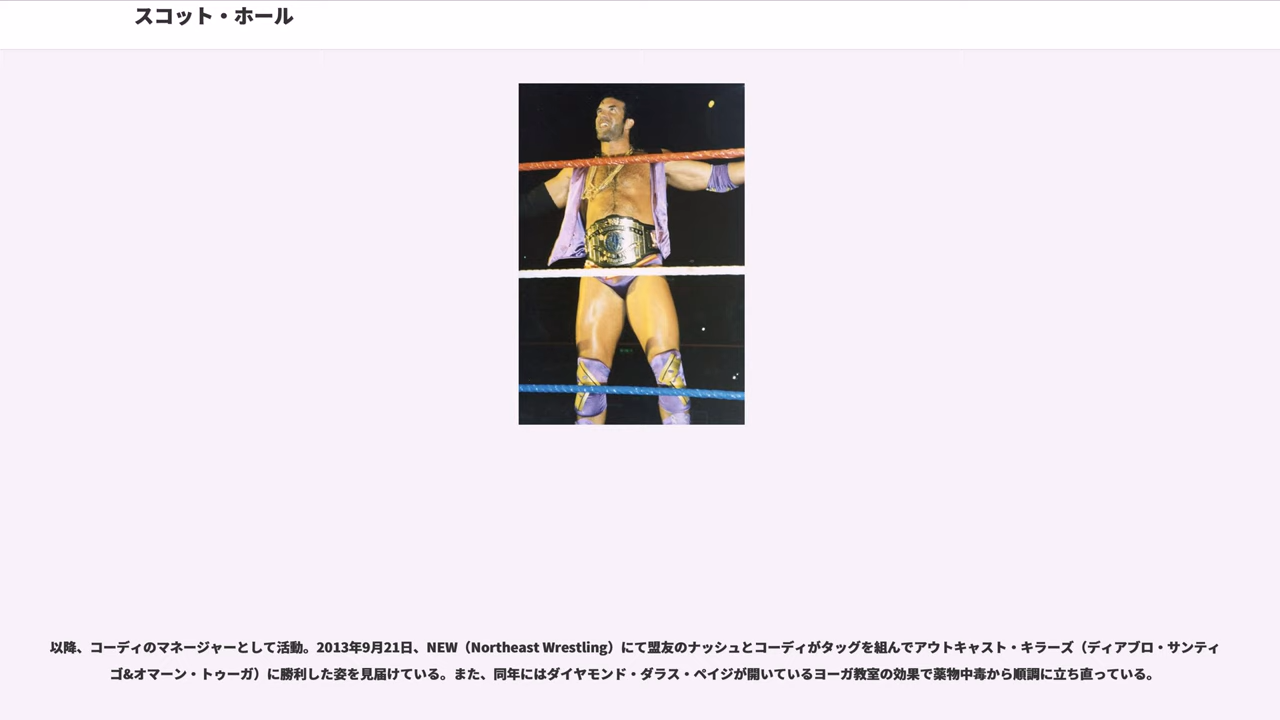 スコット・ホール
以降、コーディのマネージャーとして活動。2013年9月21日、NEW（Northeast Wrestling）にて盟友のナッシュとコーディがタッグを組んでアウトキャスト・キラーズ（ディアブロ・サンティ
ゴ&オマーン・トゥーガ）に勝利した姿を見届けている。また、同年にはダイヤモンド・ダラス・ペイジが開いているヨーガ教室の効果で薬物中毒から順調に立ち直っている。